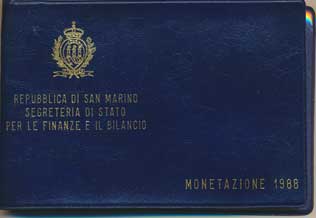 REPUBBLICA DI SAN MARINO
SEGRETERIA DI STATO
PER LE FINANZE E IL BILANCIO
MONETAZIONE 1988